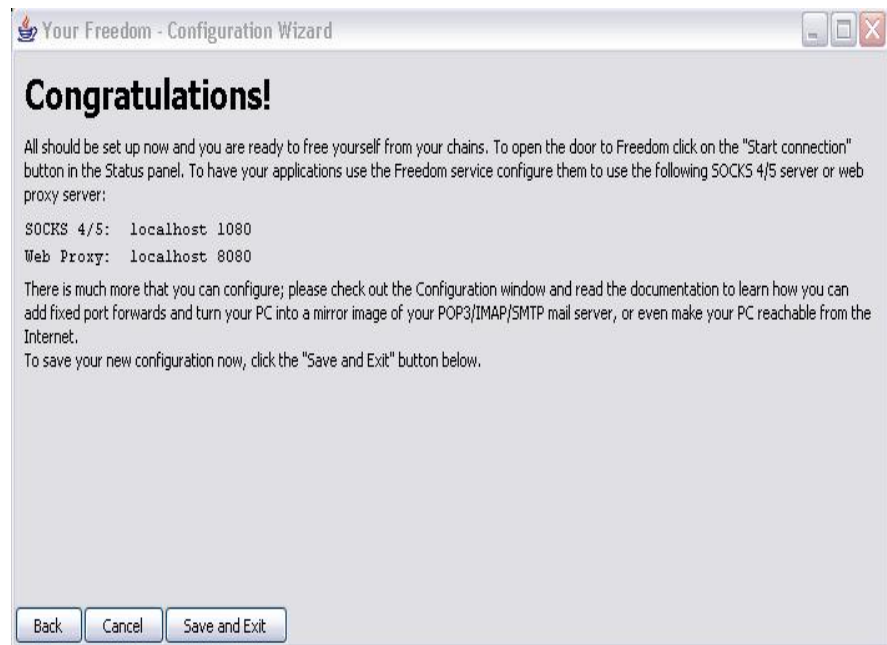 Your Freedom - Configuration Wizard
Congratulations!
All should be set up now and you are ready to free yourself from your chains. To open the door to Freedom click on the "Start connection"
button in the Status panel. To have your applications use the Freedom service configure them to use the following SOCKS 4/5 server or web
proxy server:
SOCKS 4/5: localhost 1080
Web Proxy: localhost 8080
There is much more that you can configure; please check out the Configuration window and read the documentation to learn how you can
add fixed port forwards and turn your PC into a mirror image of your POP3/IMAP/SMTP mail server, or even make your PC reachable from the
Internet.
To save your new configuration now, click the "Save and Exit" button below.
Back Cancel Save and Exit